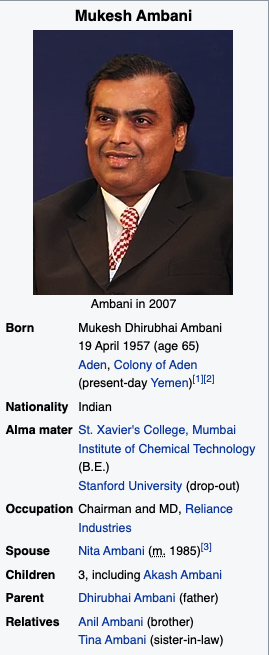 Mukesh Ambani
Ambani in 2007
Born Mukesh Dhirubhai Ambani
19 April 1957 (age 65)
Aden, Colony of Aden
(present-day Yemen)[1][2]
Nationality Indian
Alma mater St. Xavier's College, Mumbai
Institute of Chemical Technology
(B.E.)
Stanford University (drop-out)
Occupation Chairman and MD, Reliance
Industries
Spouse Nita Ambani (m. 1985)[3]
Children 3, including Akash Ambani
Parent Dhirubhai Ambani (father)
Relatives Anil Ambani (brother)
Tina Ambani (sister-in-law)